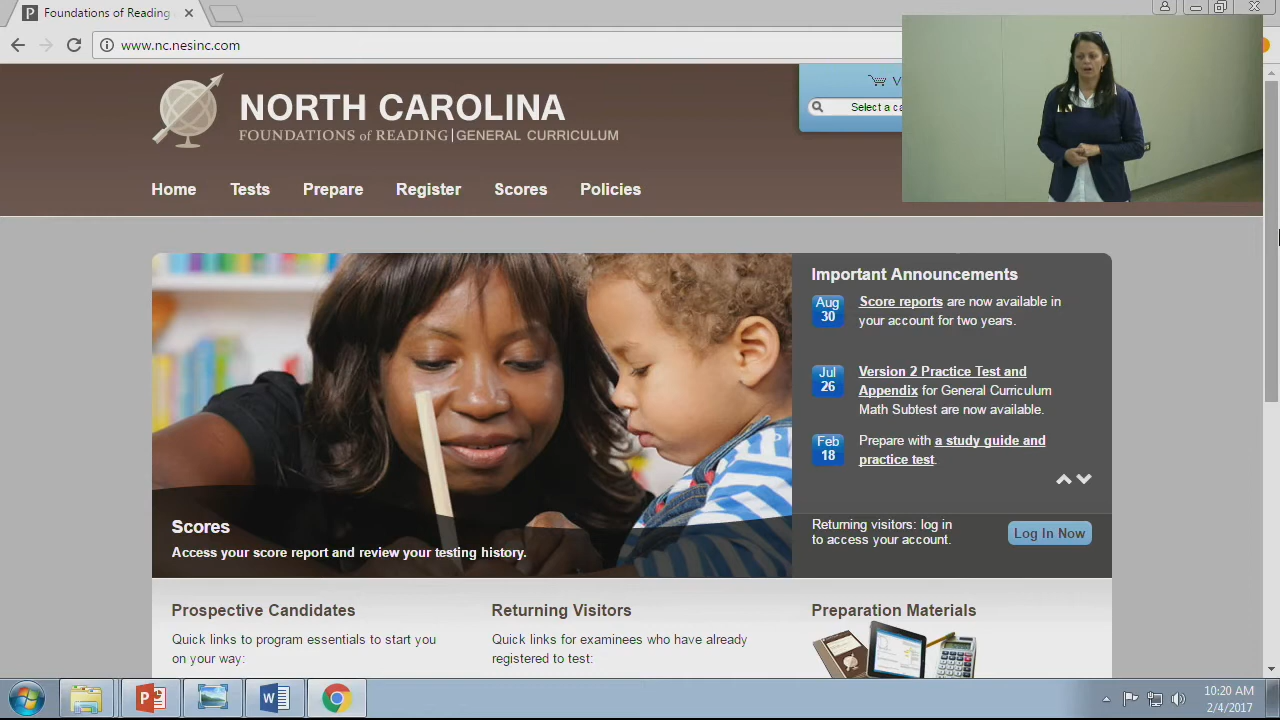 Foundations of Reading
www.nc.nesinc.com
NORTH CAROLINA
FOUNDATIONS of READING | GENERAL CURRICULUM
V
Select a ca
Home Tests Prepare Register Scores Policies
Important Announcements
Aug
30
Score reports are now available in
your account for two years.
Jul
26
Version 2 Practice Test and
Appendix for General Curriculum
Math Subtest are now available.
Feb
18
Prepare with a study guide and
practice test.
Scores
Access your score report and review your testing history.
Returning visitors: log in
to access your account.
Log In Now
Prospective Candidates
Quick links to program essentials to start you
on your way:
Returning Visitors
Quick links for examinees who have already
registered to test:
Preparation Materials
10:20 AM
2/4/2017